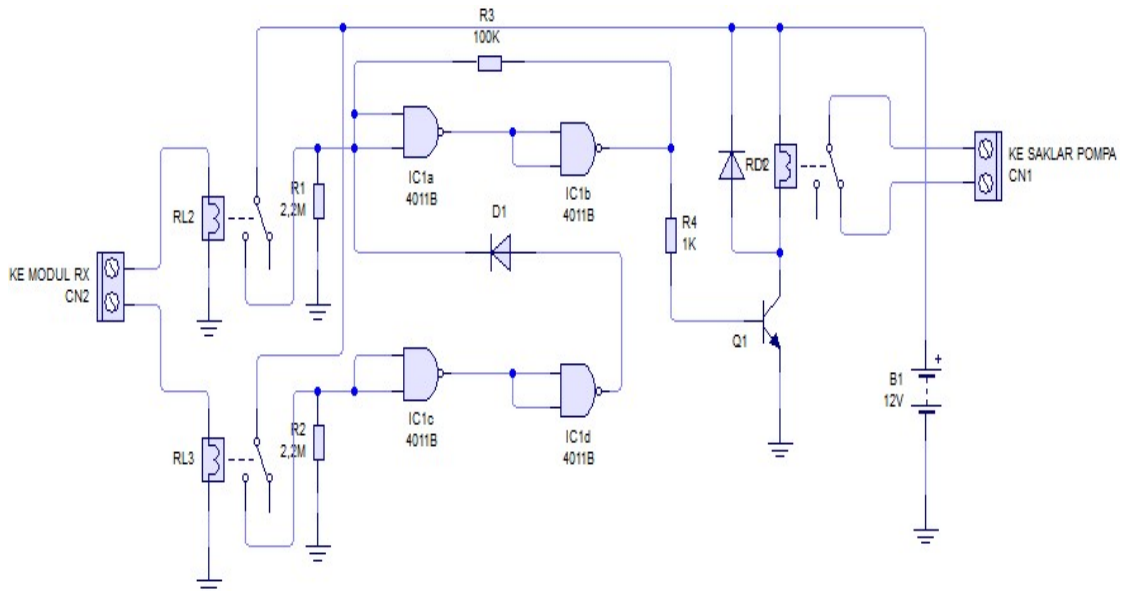 R3
100K
IC1a
4011B
IC1b
4011B
R1
2,2M
RL2
D1
R4
1K
KE SAKLAR POMPA
CN1
KE MODUL RX
CN2
Q1
IC1c
4011B
IC1d
4011B
B1
12V
+
R2
2,2M
RL3